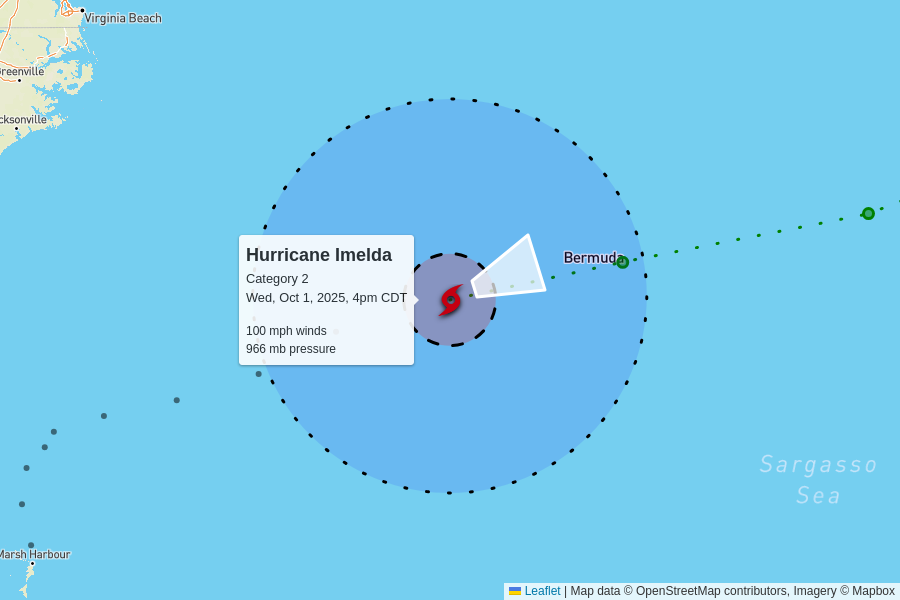 Virginia Beach
Greenville
cksonville
Hurricane Imelda
Category 2
Wed, Oct 1, 2025, 4pm CDT
100 mph winds
966 mb pressure
Bermuda
Sargasso
Sea
Marsh Harbour
Leaflet | Map data © OpenStreetMap contributors, Imagery © Mapbox